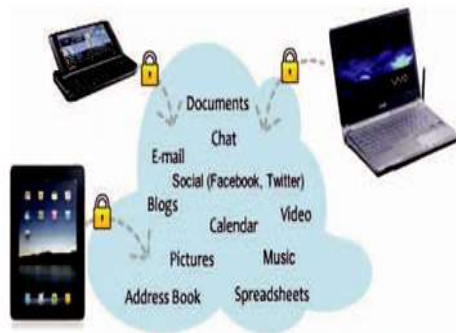 Documents
Chat
E-mail
Social (Facebook, Twitter)
Blogs
Calendar
Video
Pictures
Music
Address Book
Spreadsheets